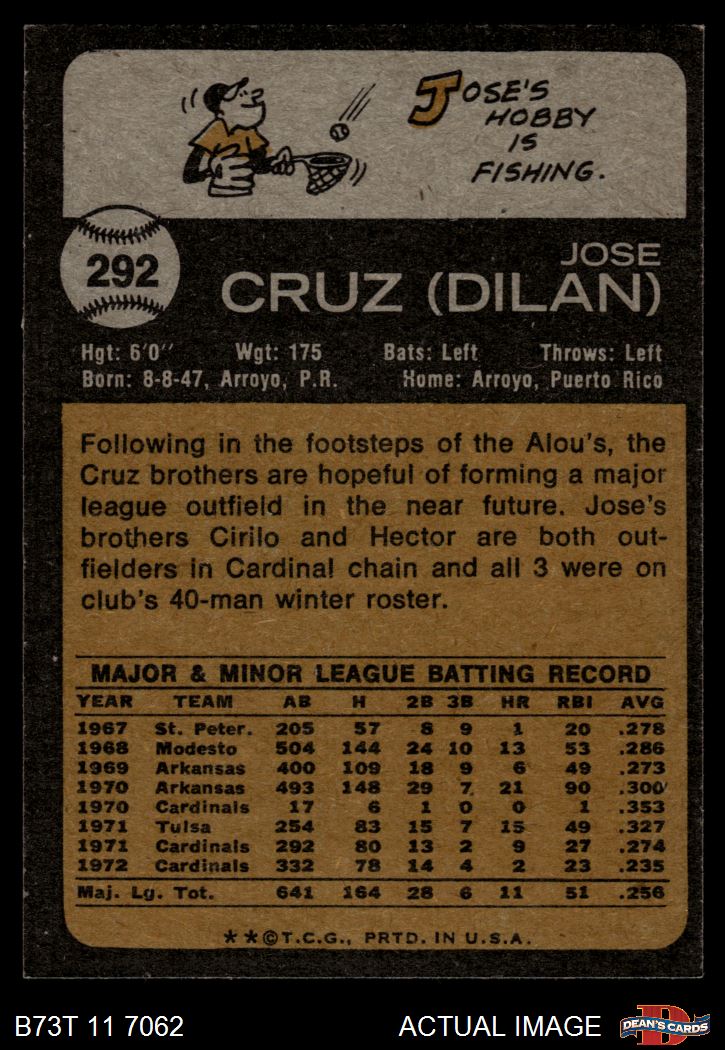 JOSE'S
HOBBY
IS
FISHING.
292
JOSE
CRUZ (DILAN)
Hgt: 6'0" Wgt: 175 Bats: Left Throws: Left
Born: 8-8-47, Arroyo, P.R. Home: Arroyo, Puerto Rico
Following in the footsteps of the Alou's, the
Cruz brothers are hopeful of forming a major
league outfield in the near future. Jose's
brothers Cirilo and Hector are both out-
fielders in Cardinal chain and all 3 were on
club's 40-man winter roster.
MAJOR & MINOR LEAGUE BATTING RECORD
YEAR TEAM AB H 2B 3B HR RBI AVG
1967 St. Peter. 205 57 8 9 1 20 .278
1968 Modesto 504 144 24 10 13 53 .286
1969 Arkansas 400 109 18 9 6 49 .273
1970 Arkansas 493 148 29 7 21 90 .300
1970 Cardinals 17 6 1 0 0 1 .353
1971 Tulsa 254 83 15 7 15 49 .327
1971 Cardinals 292 80 13 2 9 27 .274
1972 Cardinals 332 78 14 4 2 23 .235
Maj. Lg. Tot. 641 164 28 6 11 51 .256
**©T.C.G., PRTD. IN U.S.A.
B73T 11 7062 ACTUAL IMAGE D DEAN'S CARDS